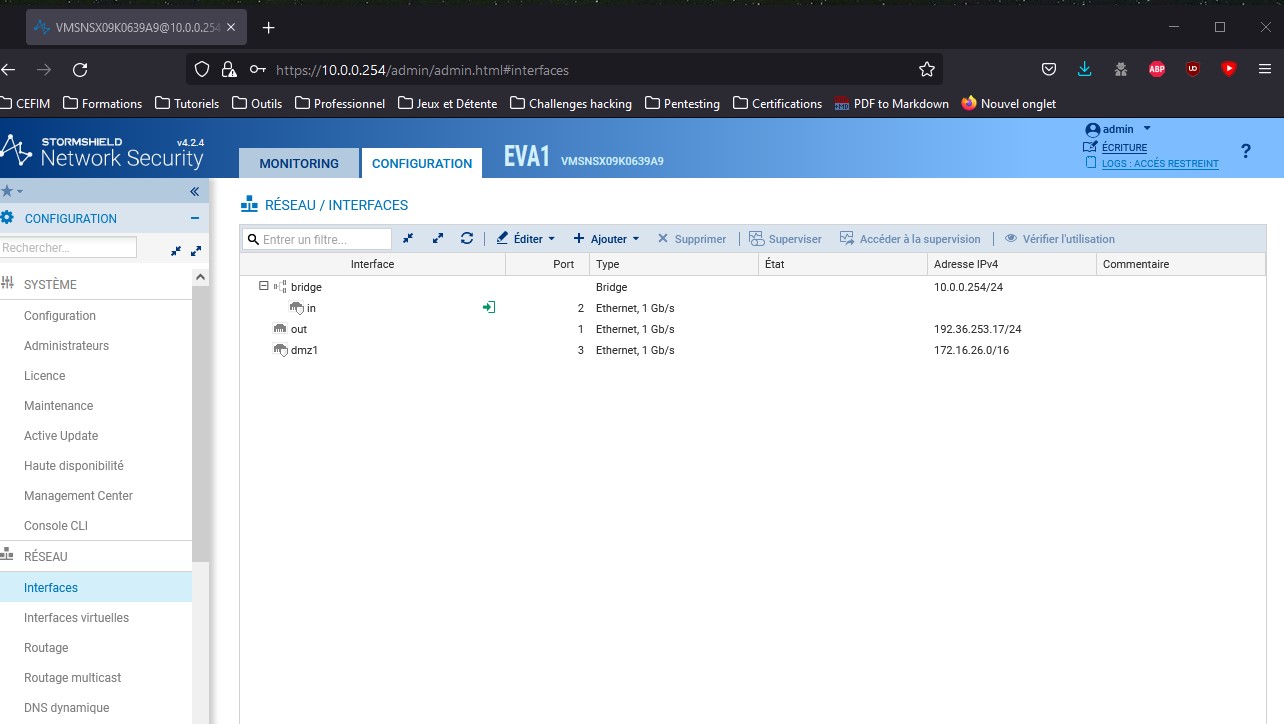 VMSNSX09K0639A9@10.0.0.254
https://10.0.0.254/admin/admin.html#interfaces
ABP
UD
CEFIM Formations Tutoriels Outils Professionnel Jeux et Détente Challenges hacking Pentesting Certifications PDF to Markdown Nouvel onglet
STORMSHIELD v4.2.4
Network Security
MONITORING CONFIGURATION EVA1 VMSNSX09K0639A9
admin
ÉCRITURE
LOGS : ACCÉS RESTREINT
?
CONFIGURATION
Rechercher...
SYSTÈME
Configuration
Administrateurs
Licence
Maintenance
Active Update
Haute disponibilité
Management Center
Console CLI
RÉSEAU
Interfaces
Interfaces virtuelles
Routage
Routage multicast
DNS dynamique
RÉSEAU / INTERFACES
Entrer un filtre... Éditer Ajouter Supprimer Superviser Accéder à la supervision Vérifier l'utilisation
Interface Port Type État Adresse IPv4 Commentaire
bridge Bridge 10.0.0.254/24
in 2 Ethernet, 1 Gb/s
out 1 Ethernet, 1 Gb/s 192.36.253.17/24
dmz1 3 Ethernet, 1 Gb/s 172.16.26.0/16